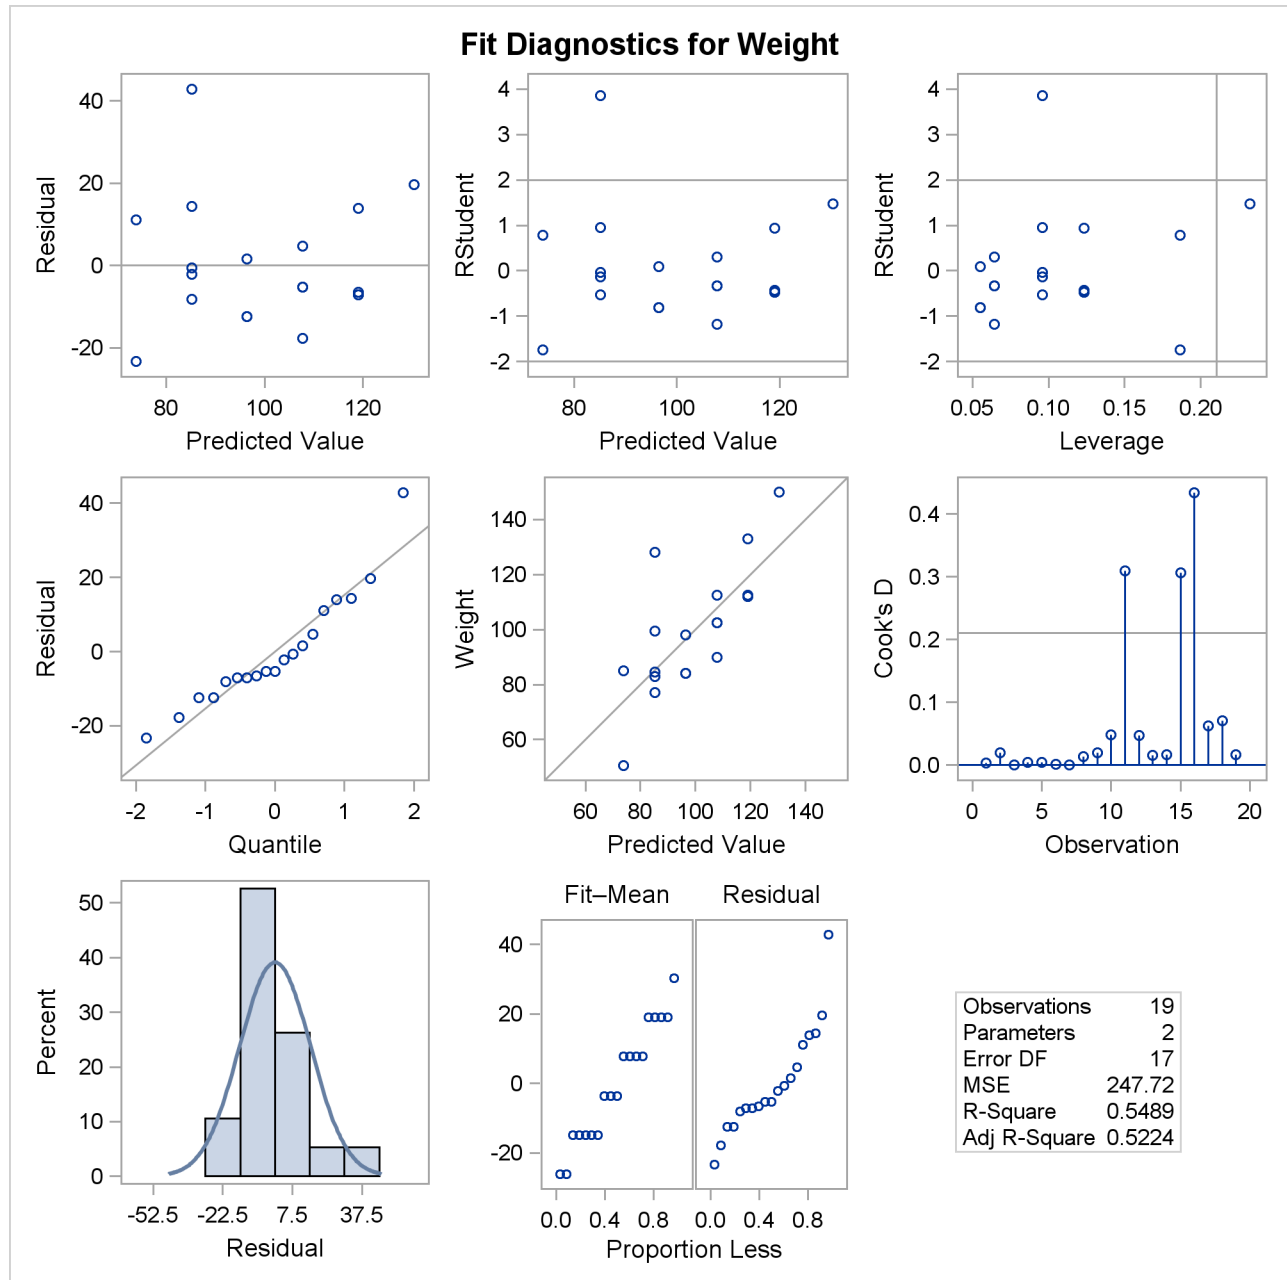 Fit Diagnostics for Weight
40
20
0
-20
80 100 120
Residual
Predicted Value
4
3
2
1
0
-1
-2
80 100 120
RStudent
Predicted Value
4
3
2
1
0
-1
-2
0.05 0.10 0.15 0.20
RStudent
Leverage
40
20
0
-20
-2 -1 0 1 2
Residual
Quantile
140
120
100
80
60
60 80 100 120 140
Weight
Predicted Value
0.4
0.3
0.2
0.1
0.0
0 5 10 15 20
Cook's D
Observation
50
40
30
20
10
0
-52.5 -22.5 7.5 37.5
Percent
Residual
Fit–Mean Residual
40
20
0
-20
0.0 0.4 0.8 0.0 0.4 0.8
Proportion Less
Observations 19
Parameters 2
Error DF 17
MSE 247.72
R-Square 0.5489
Adj R-Square 0.5224